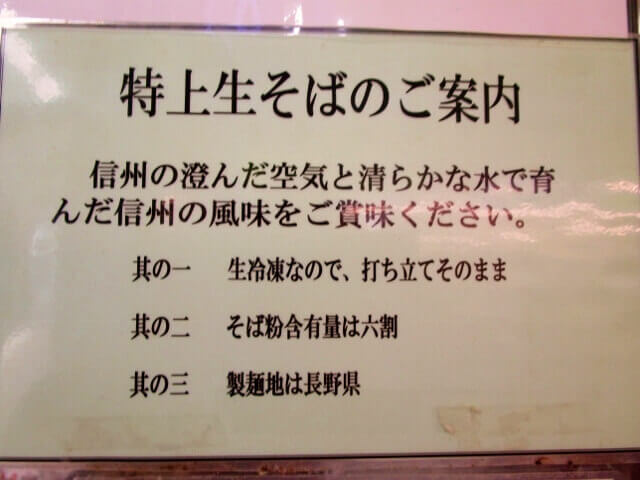 特上生そばのご案内
信州の澄んだ空気と清らかな水で育
んだ信州の風味をご賞味ください。
其の一 生冷凍なので、打ち立てそのまま
其の二 そば粉含有量は六割
其の三 製麺地は長野県